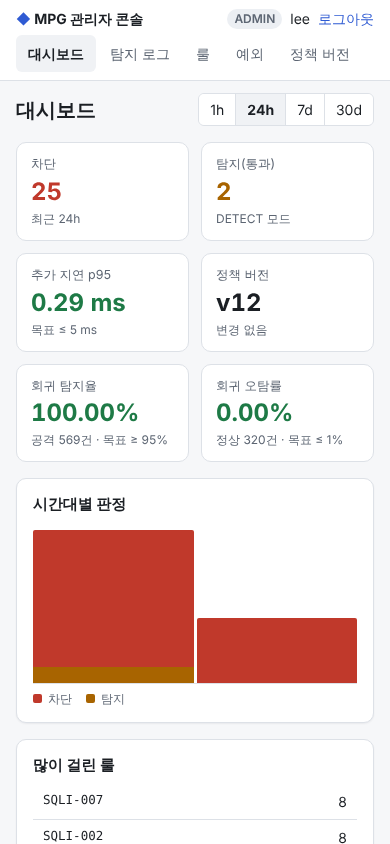 MPG 관리자 콘솔
ADMIN lee 로그아웃
대시보드 탐지 로그 룰 예외 정책 버전
대시보드
1h 24h 7d 30d
차단
25
최근 24h
탐지(통과)
2
DETECT 모드
추가 지연 p95
0.29 ms
목표 ≤ 5 ms
정책 버전
v12
변경 없음
회귀 탐지율
100.00%
공격 569건 · 목표 ≥ 95%
회귀 오탐률
0.00%
정상 320건 · 목표 ≤ 1%
시간대별 판정
차단 탐지
많이 걸린 룰
SQLI-007 8
SQLI-002 8